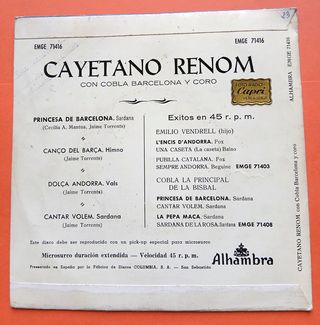 EMGE 71416
EMGE 71416
CAYETANO RENOM
CON COBLA BARCELONA Y CORO
PRINCESA DE BARCELONA. Sardana
(Cecilia A. Mantua, Jaime Torrents)
CANÇO DEL BARÇA. Himno
(Jaime Torrents)
DOLÇA ANDORRA. Vals
(Jaime Torrents)
CANTAR VOLEM. Sardana
(Jaime Torrents)
Capri
Exitos en 45 r. p. m.
EMILIO VENDRELL (hijo)
L'ENCIS D'ANDORRA. Fox
UNA CASETA (La caseta) Baino
PUBILLA CATALANA. Fox
SEMPRE ANDORRA. Beguine EMGE 71403
COBLA LA PRINCIPAL
DE LA BISBAL
PRINCESA DE BARCELONA. Sardana
CANTAR VOLEM. Sardana
LA PEPA MACA. Sardana
SARDANA DE LA ROSA. Sardana EMGE 71408
Este disco debe ser reproducido con un pick-up especial para microsurco
Microsurco duración extendida — Velocidad 45 r. p. m.
Presentado en España por la Fábrica de Discos COLUMBIA, S. A. — San Sebastián
Alhambra
CAYETANO RENOM con Cobla Barcelona y coro
ALHAMBRA EMGE 71416